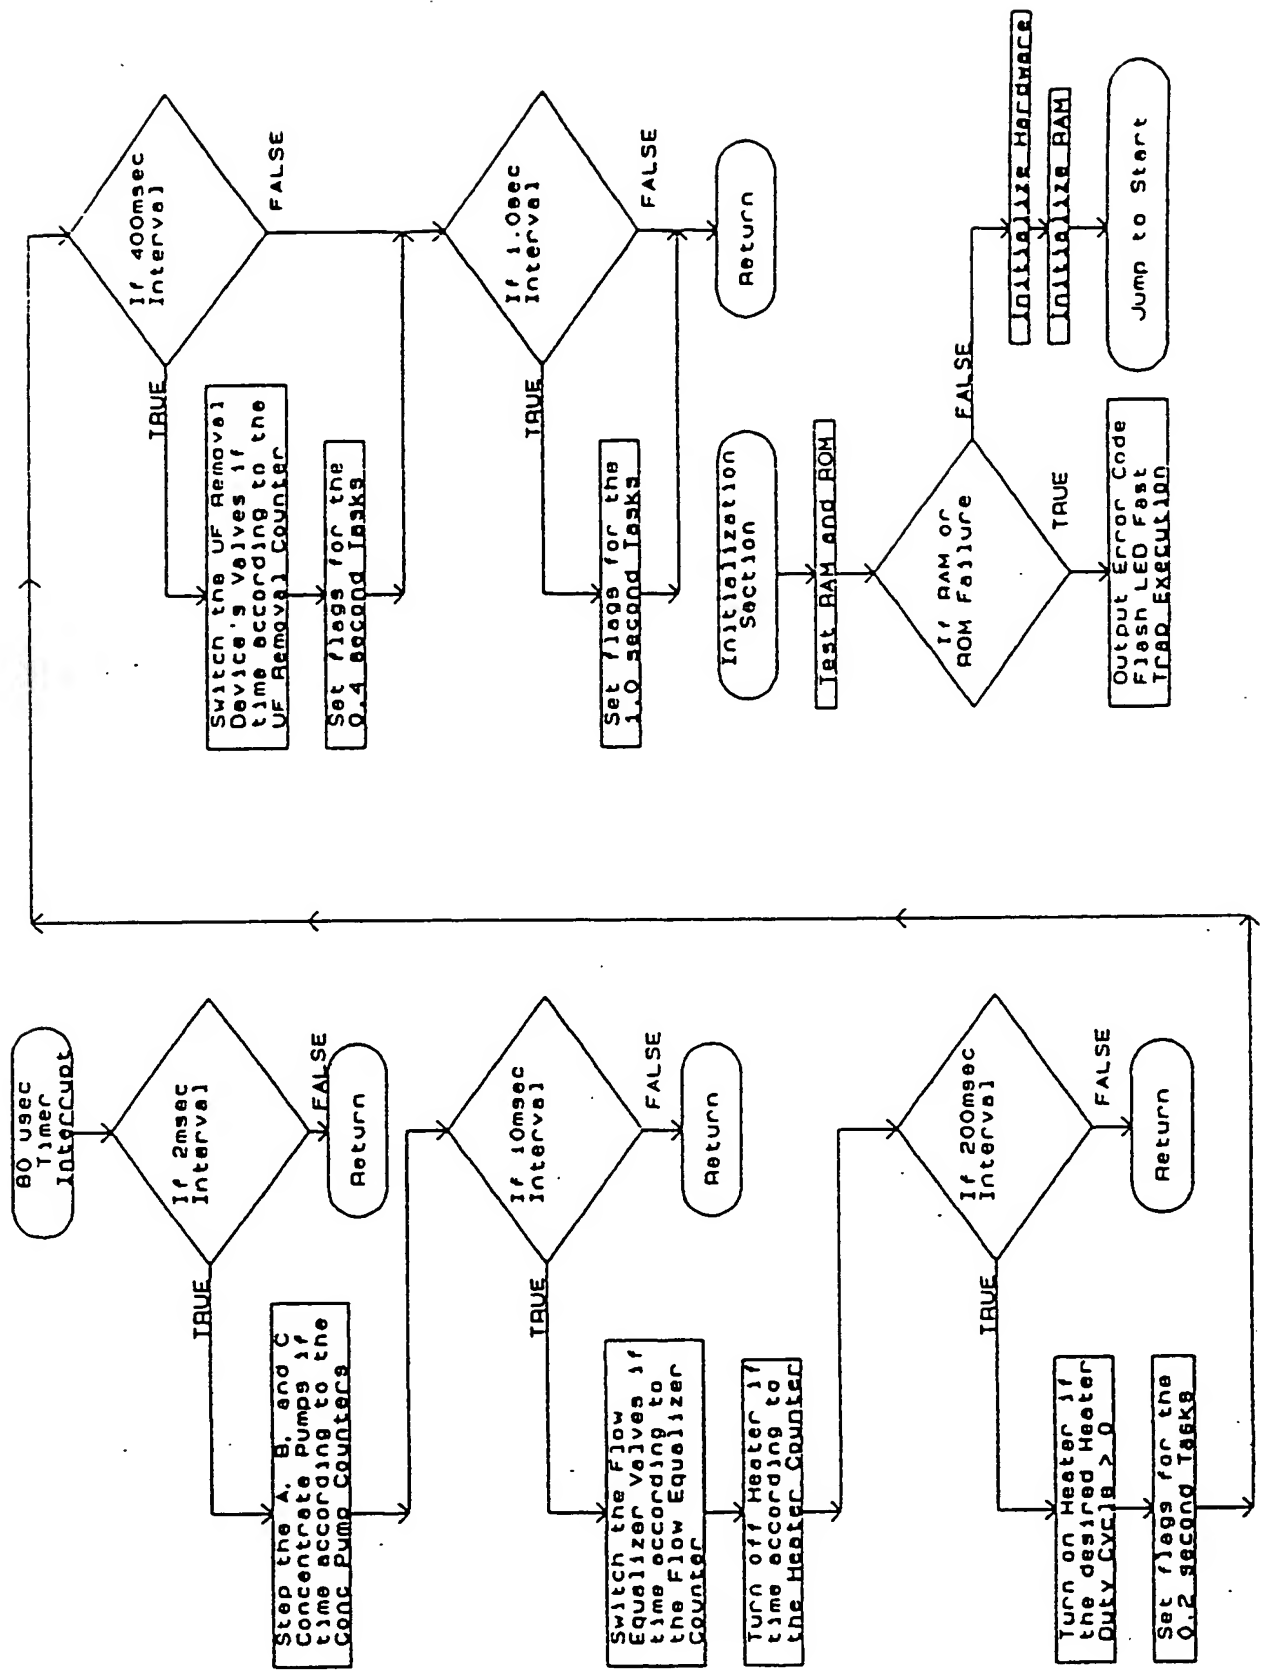 80 usec
Timer
Interrupt
If 2msec
Interval
TRUE
FALSE
Return
Step the A, B, and C
Concentrate Pumps if
time according to the
Conc Pump Counters
If 10msec
Interval
TRUE
FALSE
Return
Switch the Flow
Equalizer Valves if
time according to
the Flow Equalizer
Counter
Turn off Heater if
time according to
the Heater Counter
If 200msec
Interval
TRUE
FALSE
Return
Turn on Heater if
the desired Heater
Duty Cycle > 0
Set flags for the
0.2 second Tasks
If 400msec
Interval
TRUE
FALSE
Switch the UF Removal
Device's Valves if
time according to the
UF Removal Counter
Set flags for the
0.4 second Tasks
If 1.0sec
Interval
TRUE
FALSE
Set flags for the
1.0 second Tasks
Return
Initialization
Section
Test RAM and ROM
If RAM or
ROM Failure
FALSE
TRUE
Initialize Hardware
Initialize RAM
Jump to Start
Output Error Code
Flash LED Fast
Trap Execution